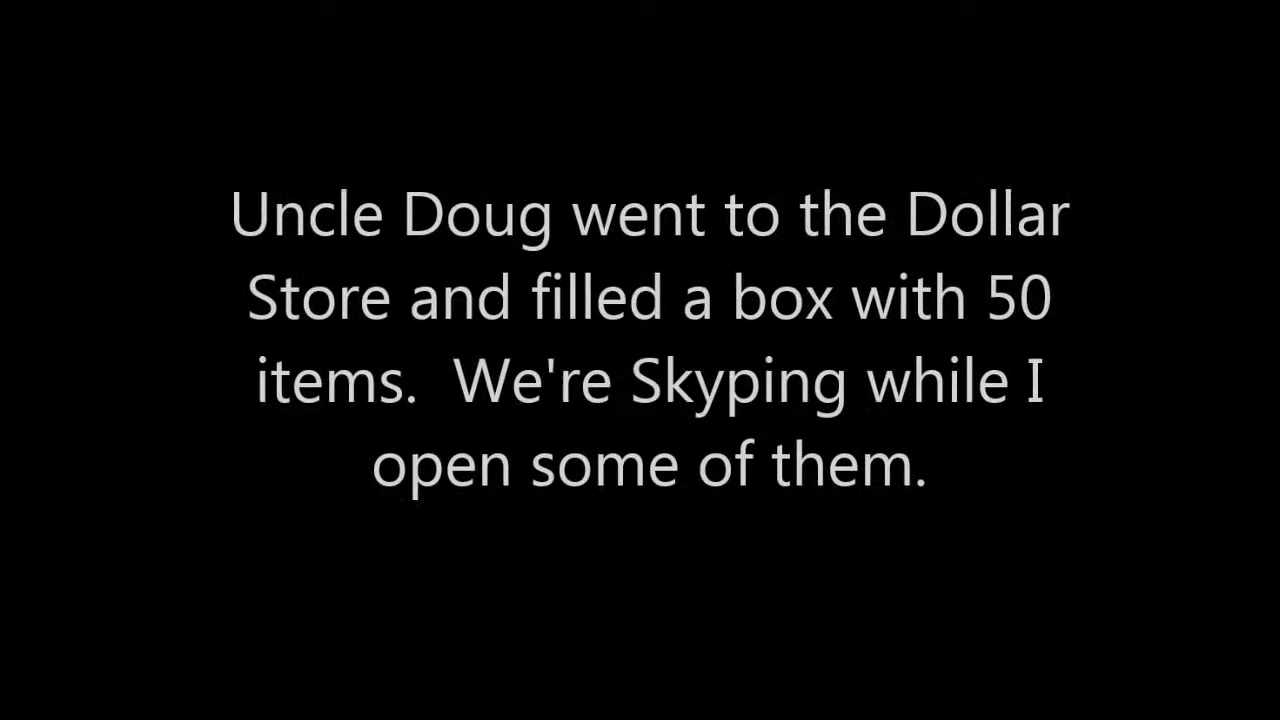 Uncle Doug went to the Dollar
Store and filled a box with 50
items.  We're Skyping while I
open some of them.